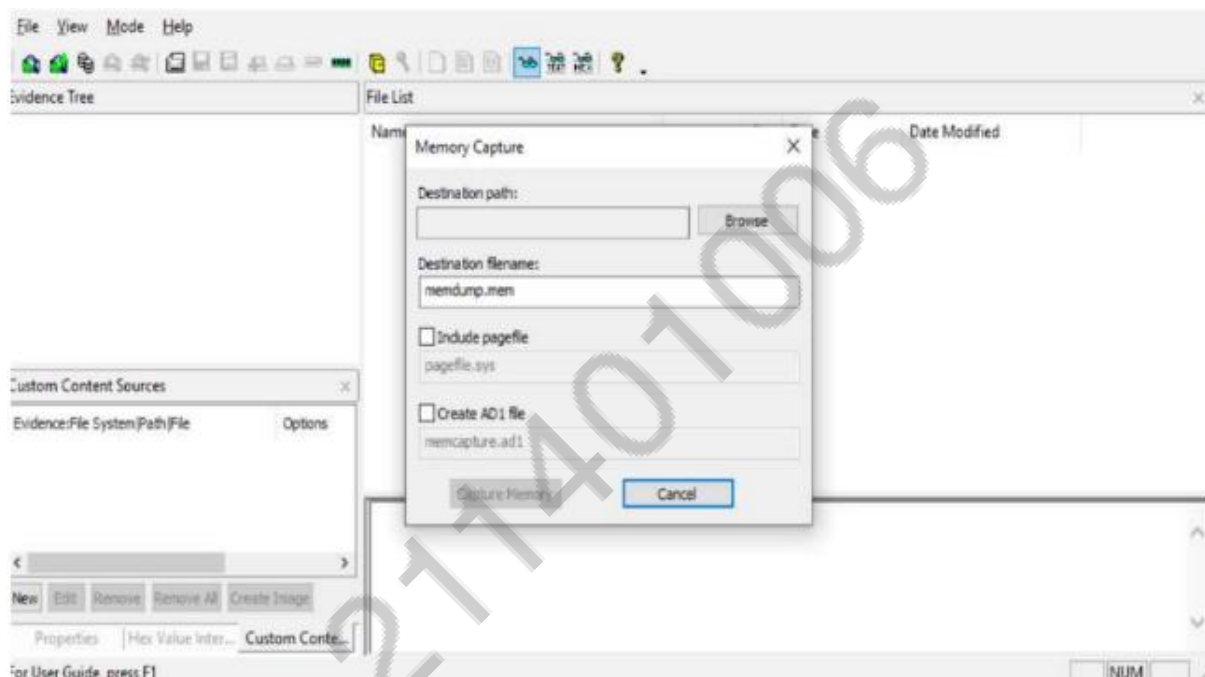 File View Mode Help
Evidence Tree
File List
Date Modified
Memory Capture
Destination path:
Browse
Destination filename:
memdump.mem
Include pagefile
pagefile.sys
Create AD1 file
memcapture.ad1
Capture Memory
Cancel
Custom Content Sources
Evidence:File System|Path|File Options
New Edit Remove Remove All Create Image
Properties Hex Value Inter... Custom Conte...
For User Guide, press F1
NUM
211401006